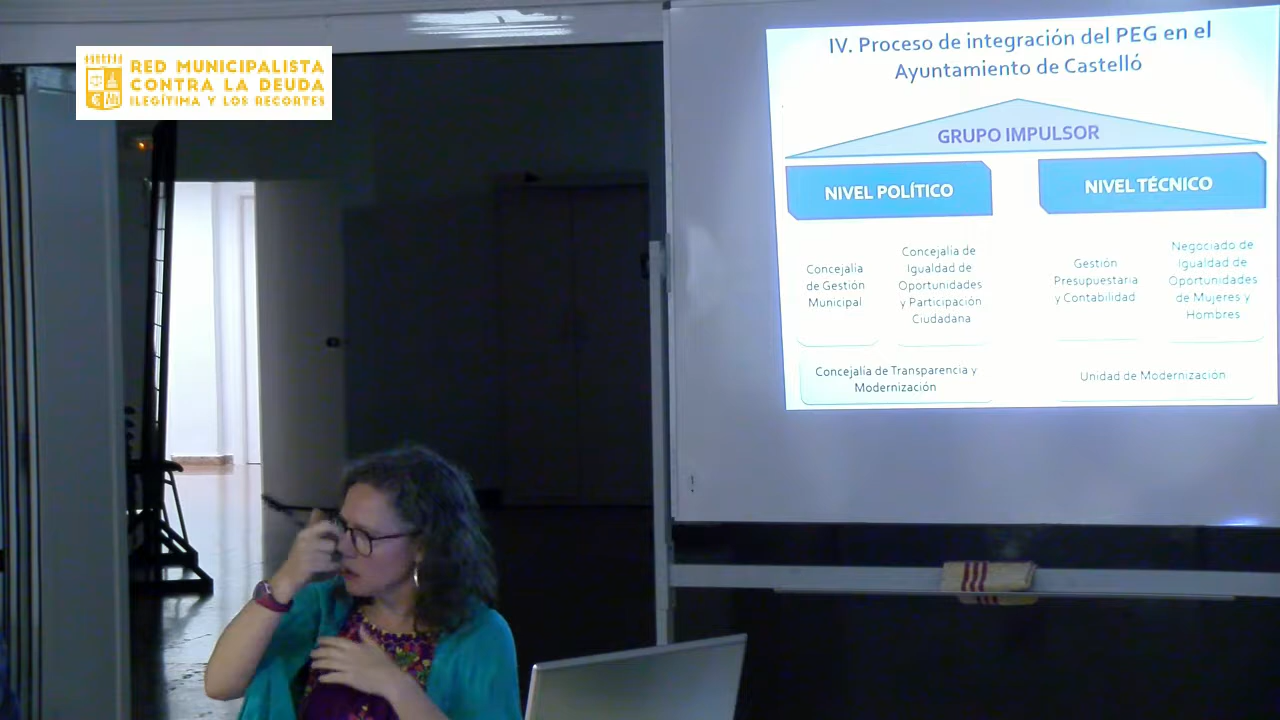 RED MUNICIPALISTA
CONTRA LA DEUDA
ILEGÍTIMA Y LOS RECORTES
IV. Proceso de integración del PEG en el
Ayuntamiento de Castelló
GRUPO IMPULSOR
NIVEL POLÍTICO
NIVEL TÉCNICO
Concejalía
de Gestión
Municipal
Concejalía de
Igualdad de
Oportunidades
y Participación
Ciudadana
Gestión
Presupuestaria
y Contabilidad
Negociado de
Igualdad de
Oportunidades
de Mujeres y
Hombres
Concejalía de Transparencia y
Modernización
Unidad de Modernización